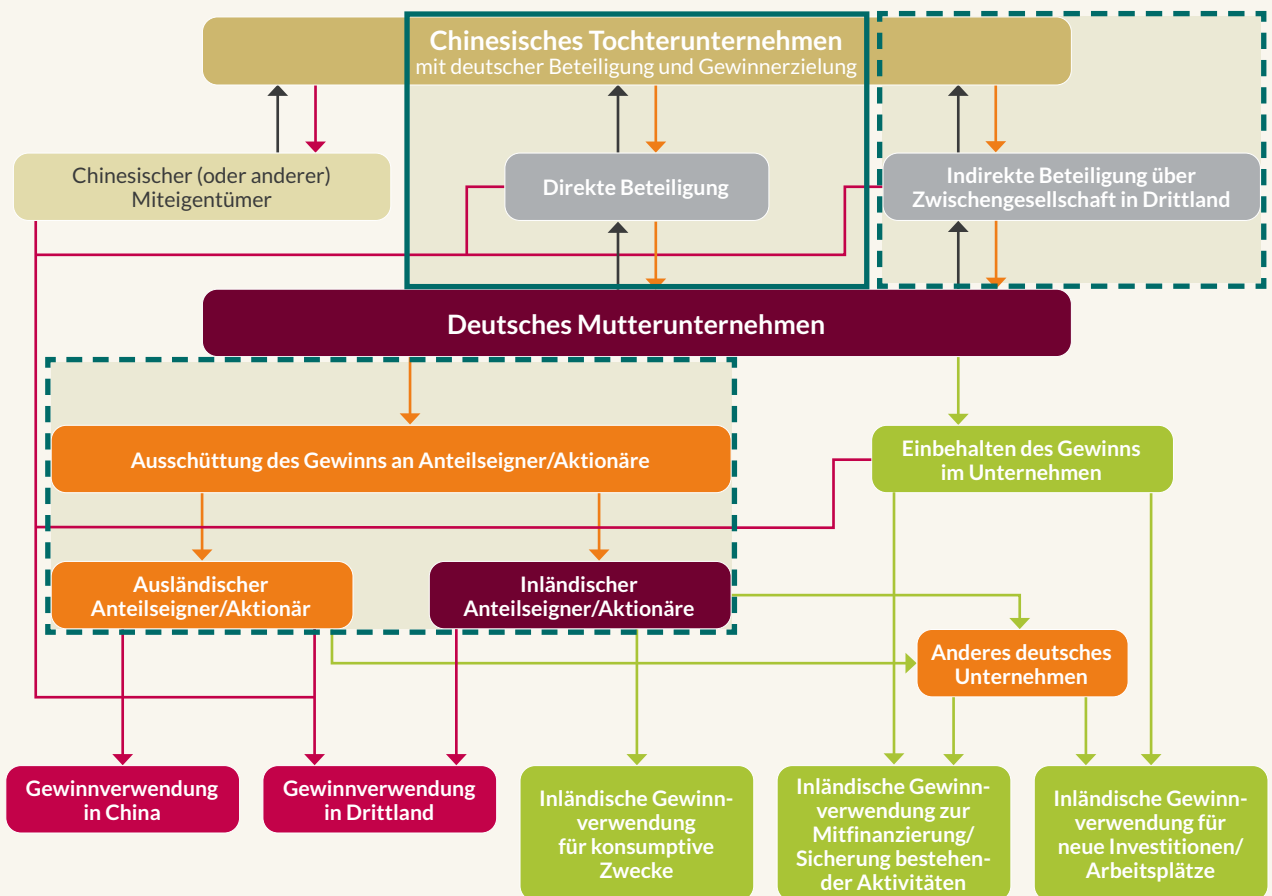 Chinesisches Tochterunternehmen
mit deutscher Beteiligung und Gewinnerzielung
Chinesischer (oder anderer)
Miteigentümer
Direkte Beteiligung
Indirekte Beteiligung über
Zwischengesellschaft in Drittland
Deutsches Mutterunternehmen
Ausschüttung des Gewinns an Anteilseigner/Aktionäre
Einbehalten des Gewinns
im Unternehmen
Ausländischer
Anteilseigner/Aktionär
Inländischer
Anteilseigner/Aktionäre
Anderes deutsches
Unternehmen
Gewinnverwendung
in China
Gewinnverwendung
in Drittland
Inländische Gewinn-
verwendung
für konsumptive
Zwecke
Inländische Gewinn-
verwendung zur
Mitfinanzierung/
Sicherung bestehen-
der Aktivitäten
Inländische Gewinn-
verwendung für
neue Investitionen/
Arbeitsplätze